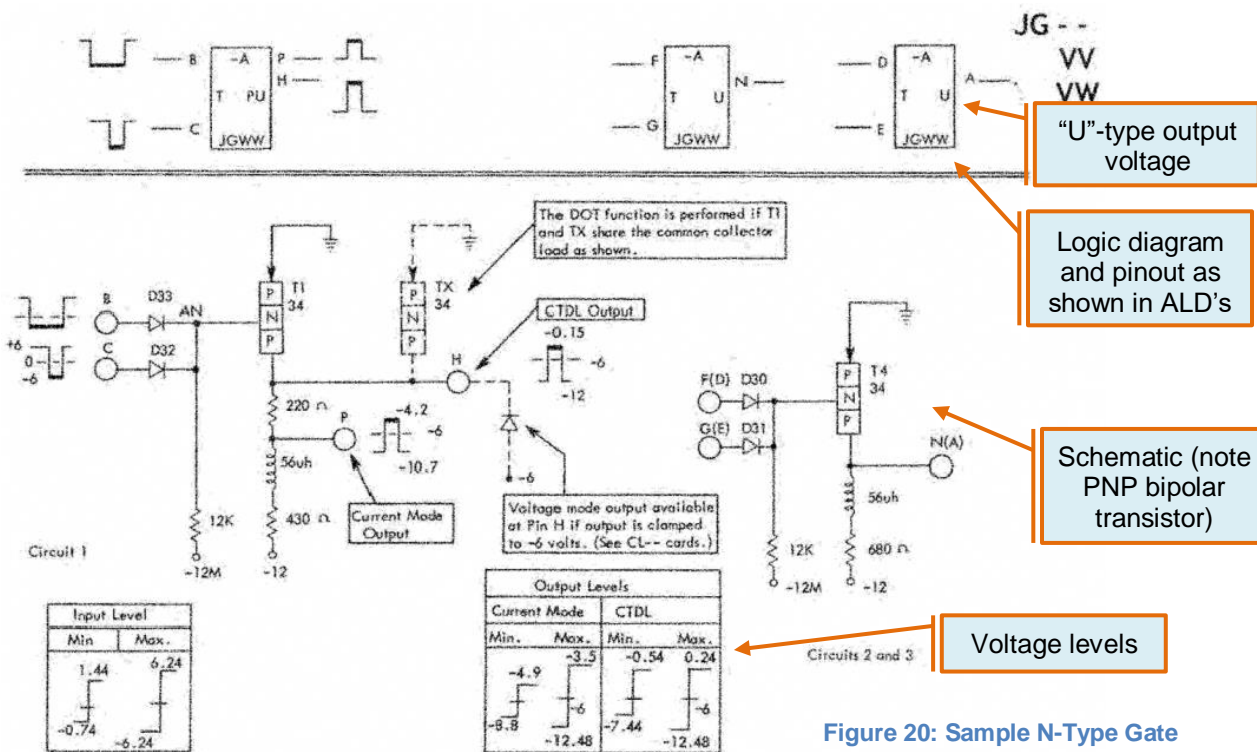 JG - -
VV
VW
B
-A
P
H
T PU
C
JGWW
F
-A
N
T U
G
JGWW
D
-A
A
T U
E
JGWW
"U"-type output
voltage
Logic diagram
and pinout as
shown in ALD's
Schematic (note
PNP bipolar
transistor)
Voltage levels
The DOT function is performed if T1
and TX share the common collector
load as shown.
B
D33
AN
P
N
P
T1
34
P
N
P
TX
34
CTDL Output
-0.15
-6
-12
H
+6
0
-6
C
D32
220 Ω
P
-4.2
-6
-10.7
56uh
430 Ω
Current Mode
Output
-6
Voltage mode output available
at Pin H if output is clamped
to -6 volts. (See CL-- cards.)
12K
Circuit 1
-12M
-12
F(D)
D30
G(E)
D31
P
N
P
T4
34
N(A)
56uh
12K
680 Ω
-12M
-12
Circuits 2 and 3
Input Level
Min Max.
1.44 6.24
-0.74
-6.24
Output Levels
Current Mode CTDL
Min. Max. Min. Max.
-3.5 -0.54 0.24
-4.9
-6 -6
-8.8 -7.44
-12.48 -12.48
Figure 20: Sample N-Type Gate